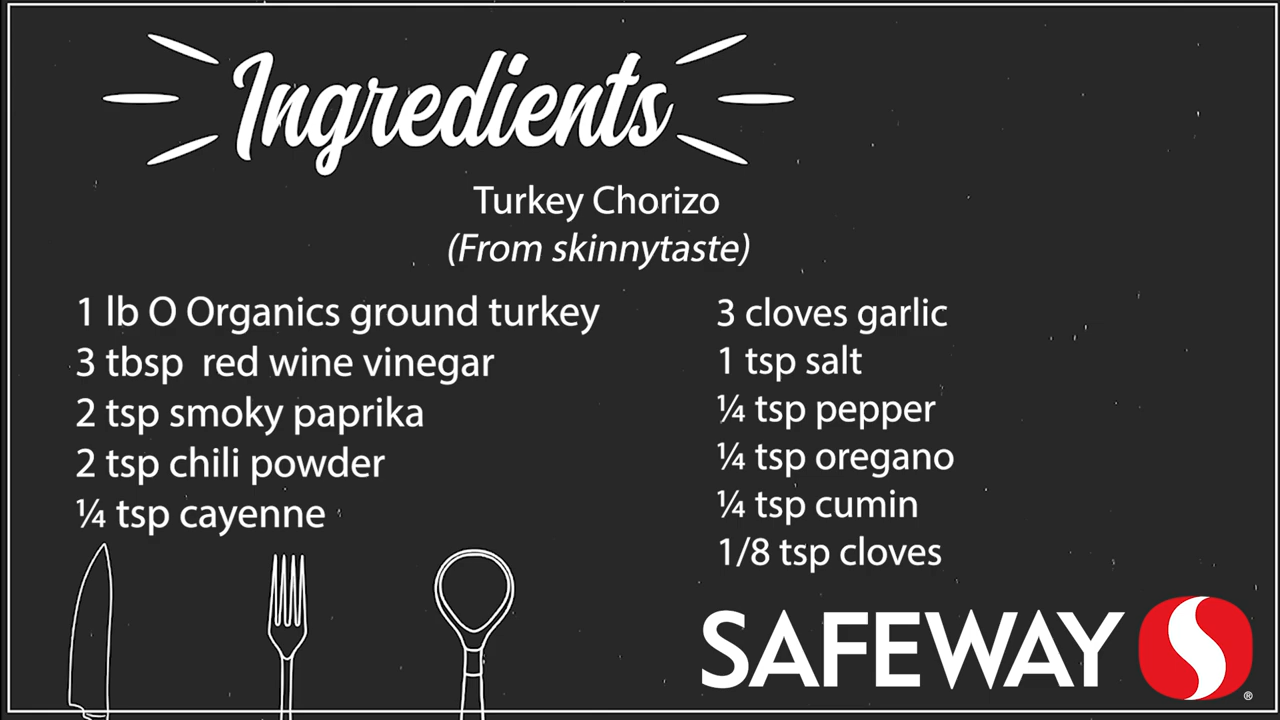 Ingredients
Turkey Chorizo
(From skinnytaste)
1 lb O Organics ground turkey
3 tbsp  red wine vinegar
2 tsp smoky paprika
2 tsp chili powder
¼ tsp cayenne
3 cloves garlic
1 tsp salt
¼ tsp pepper
¼ tsp oregano
¼ tsp cumin
1/8 tsp cloves
SAFEWAY ®